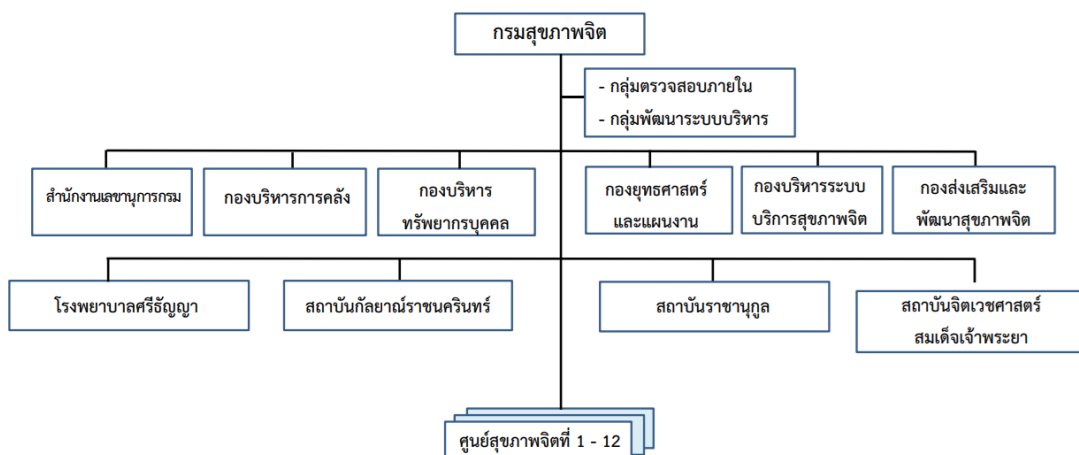 กรมสุขภาพจิต
- กลุ่มตรวจสอบภายใน
- กลุ่มพัฒนาระบบบริหาร
สำนักงานเลขานุการกรม
กองบริหารการคลัง
กองบริหาร
ทรัพยากรบุคคล
กองยุทธศาสตร์
และแผนงาน
กองบริหารระบบ
บริการสุขภาพจิต
กองส่งเสริมและ
พัฒนาสุขภาพจิต
โรงพยาบาลศรีธัญญา
สถาบันกัลยาณ์ราชนครินทร์
สถาบันราชานุกูล
สถาบันจิตเวชศาสตร์
สมเด็จเจ้าพระยา
ศูนย์สุขภาพจิตที่ 1 - 12